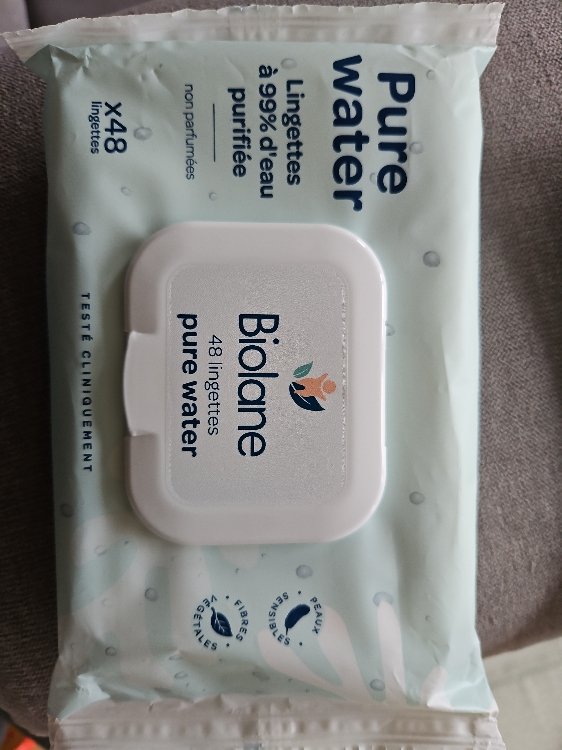 Pure
water
Lingettes
à 99% d'eau
purifiée
non parfumées
x48
lingettes
Biolane
48 lingettes
pure water
TESTÉ CLINIQUEMENT
PEAUX
SENSIBLES
FIBRES
VÉGÉTALES